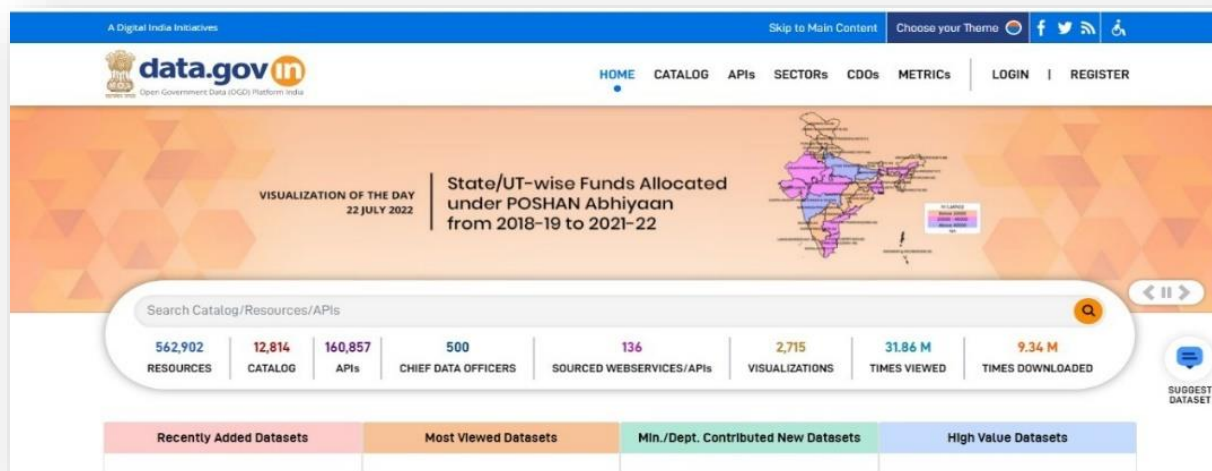 A Digital India Initiatives
Skip to Main Content
Choose your Theme
data.gov in
Open Government Data (OGD) Platform India
HOME CATALOG APIs SECTORs CDOs METRICs LOGIN | REGISTER
VISUALIZATION OF THE DAY
22 JULY 2022
State/UT-wise Funds Allocated
under POSHAN Abhiyaan
from 2018-19 to 2021-22
Search Catalog/Resources/APIs
562,902 12,814 160,857 500 136 2,715 31.86 M 9.34 M
RESOURCES CATALOG APIs CHIEF DATA OFFICERS SOURCED WEBSERVICES/APIs VISUALIZATIONS TIMES VIEWED TIMES DOWNLOADED
SUGGEST
DATASET
Recently Added Datasets Most Viewed Datasets Min./Dept. Contributed New Datasets High Value Datasets